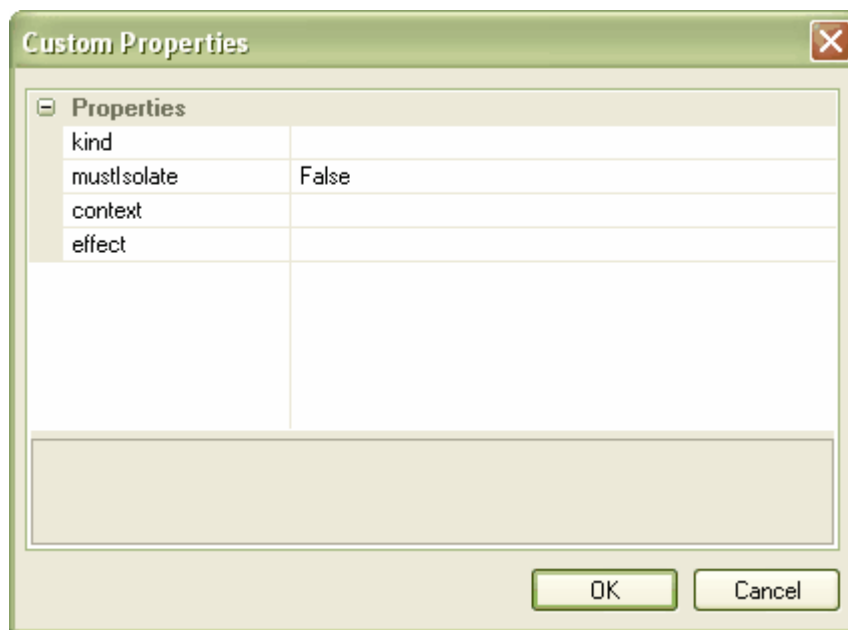 Custom Properties
Properties
kind
mustIsolate False
context
effect
OK Cancel